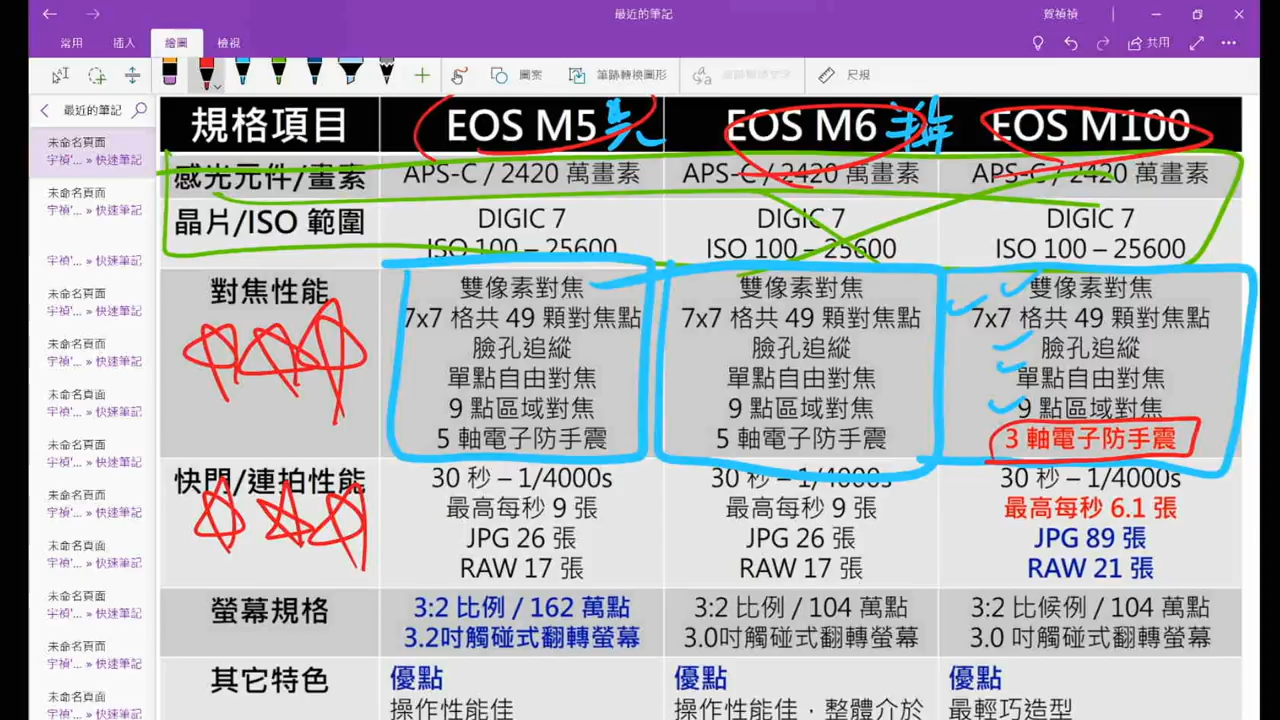 最近的筆記
賀禎禎
常用 插入 繪圖 檢視
共用
圖案 筆跡轉換圖形 尺規
最近的筆記
未命名頁面
宇禎'... » 快速筆記
未命名頁面
宇禎'... » 快速筆記
宇禎'... » 快速筆記
未命名頁面
宇禎'... » 快速筆記
未命名頁面
宇禎'... » 快速筆記
未命名頁面
宇禎'... » 快速筆記
未命名頁面
宇禎'... » 快速筆記
未命名頁面
宇禎'... » 快速筆記
未命名頁面
宇禎'... » 快速筆記
未命名頁面
宇禎'... » 快速筆記
未命名頁面
宇禎'... » 快速筆記
未命名頁面
規格項目 EOS M5 EOS M6 EOS M100
感光元件/畫素 APS-C / 2420 萬畫素 APS-C / 2420 萬畫素 APS-C / 2420 萬畫素
晶片/ISO 範圍 DIGIC 7 DIGIC 7 DIGIC 7
ISO 100 – 25600 ISO 100 – 25600 ISO 100 – 25600
對焦性能 雙像素對焦 雙像素對焦 雙像素對焦
7x7 格共 49 顆對焦點 7x7 格共 49 顆對焦點 7x7 格共 49 顆對焦點
臉孔追縱 臉孔追縱 臉孔追縱
單點自由對焦 單點自由對焦 單點自由對焦
9 點區域對焦 9 點區域對焦 9 點區域對焦
5 軸電子防手震 5 軸電子防手震 3 軸電子防手震
快門/連拍性能 30 秒 – 1/4000s 30 秒 – 1/4000s 30 秒 – 1/4000s
最高每秒 9 張 最高每秒 9 張 最高每秒 6.1 張
JPG 26 張 JPG 26 張 JPG 89 張
RAW 17 張 RAW 17 張 RAW 21 張
螢幕規格 3:2 比例 / 162 萬點 3:2 比例 / 104 萬點 3:2 比候例 / 104 萬點
3.2吋觸碰式翻轉螢幕 3.0吋觸碰式翻轉螢幕 3.0 吋觸碰式翻轉螢幕
其它特色 優點 優點 優點
操作性能佳 操作性能佳，整體介於 最輕巧造型